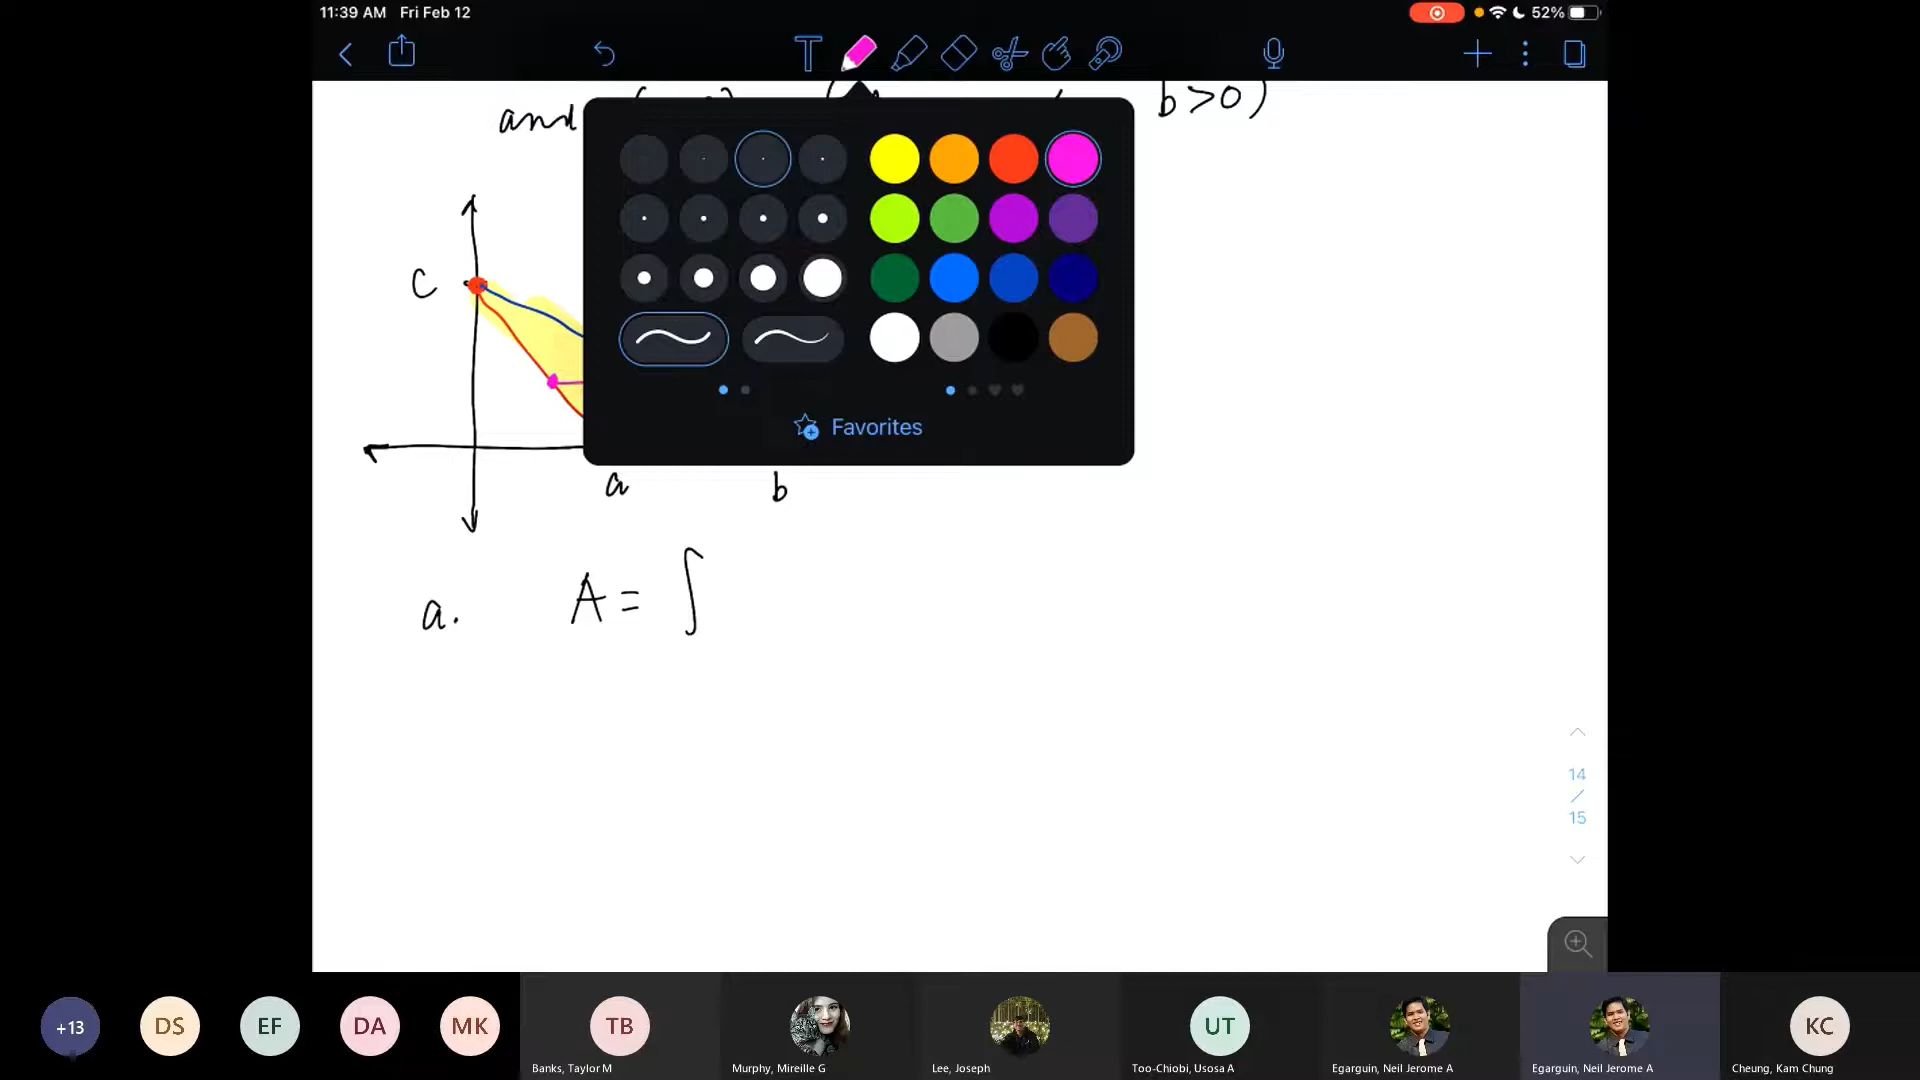 11:39 AM Fri Feb 12
52%
T
and
b>0)
C
Favorites
a b
a. A = ∫
14
/
15
+13 DS EF DA MK TB UT KC
Banks, Taylor M
Murphy, Mireille G
Lee, Joseph
Too-Chiobi, Usosa A
Egarguin, Neil Jerome A
Egarguin, Neil Jerome A
Cheung, Kam Chung